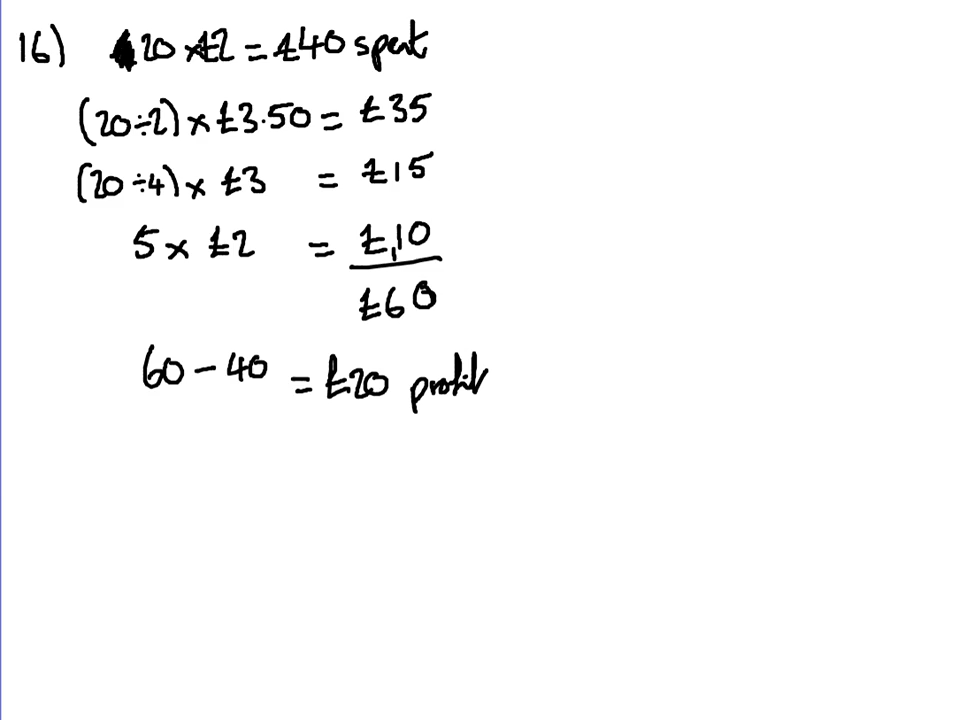 16) 20 x £2 = £40 spent
(20÷2) x £3.50 = £35
(20÷4) x £3 = £15
5 x £2 = £10
£60
60 - 40 = £20 profit